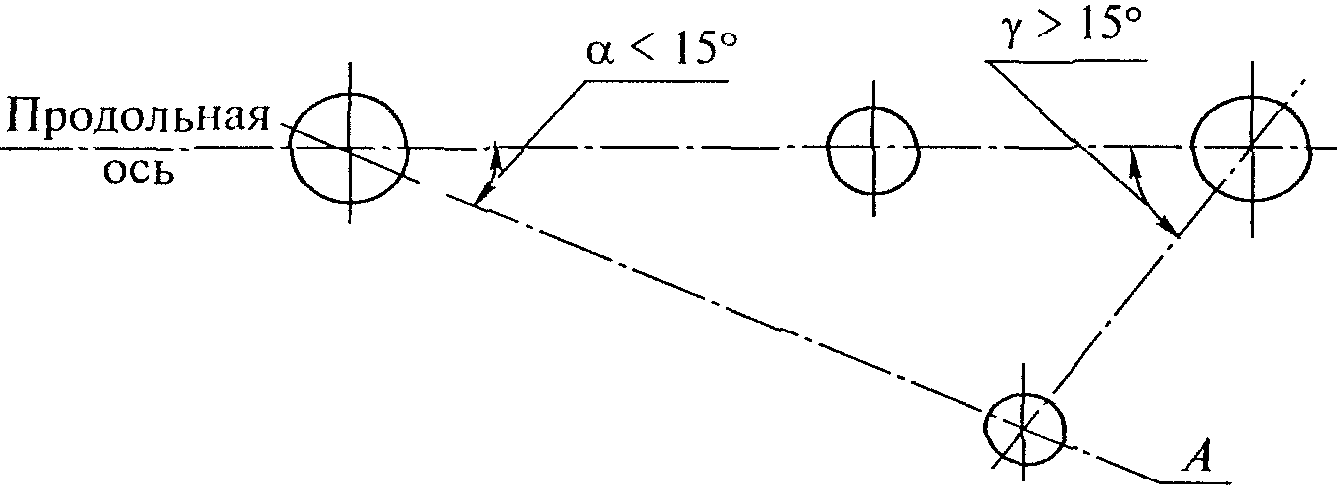 γ > 15°
α < 15°
Продольная
ось
A